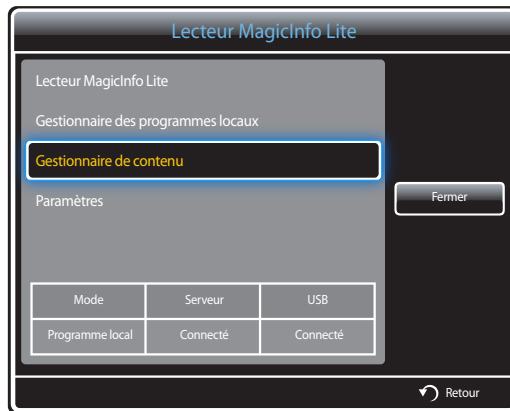 Lecteur MagicInfo Lite
Lecteur MagicInfo Lite
Gestionnaire des programmes locaux
Gestionnaire de contenu
Paramètres
Fermer
Mode Serveur USB
Programme local Connecté Connecté
Retour